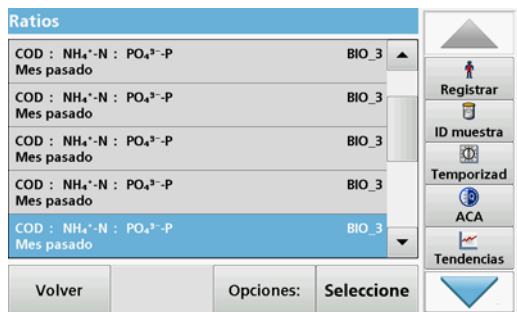 Ratios
COD : NH₄⁺-N : PO₄³⁻-P BIO_3
Mes pasado
COD : NH₄⁺-N : PO₄³⁻-P BIO_3
Mes pasado
COD : NH₄⁺-N : PO₄³⁻-P BIO_3
Mes pasado
COD : NH₄⁺-N : PO₄³⁻-P BIO_3
Mes pasado
COD : NH₄⁺-N : PO₄³⁻-P BIO_3
Mes pasado
Volver
Opciones:
Seleccione
Registrar
ID muestra
Temporizad
ACA
Tendencias